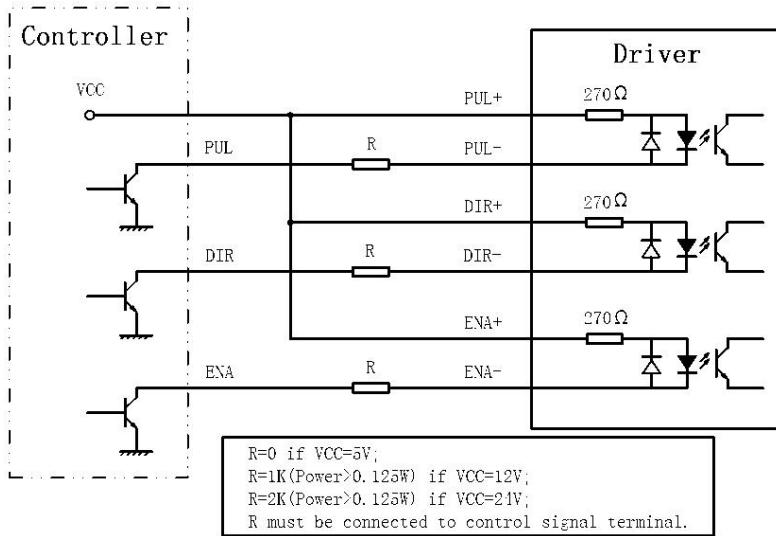 Controller
Driver
VCC
PUL+
270Ω
PUL
R
PUL-
DIR+
270Ω
DIR
R
DIR-
ENA+
270Ω
ENA
R
ENA-
R=0 if VCC=5V;
R=1K(Power>0.125W) if VCC=12V;
R=2K(Power>0.125W) if VCC=24V;
R must be connected to control signal terminal.